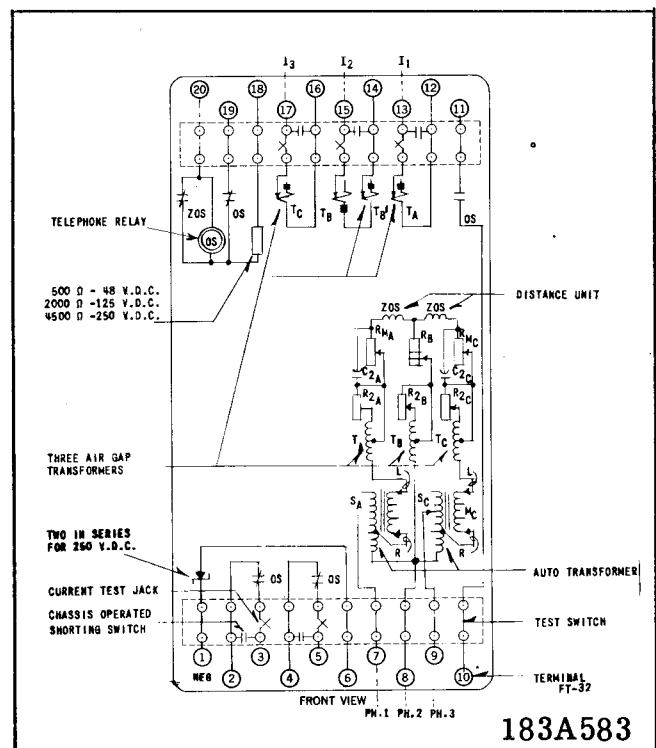 I3 I2 I1
20 19 18 17 16 15 14 13 12 11
ZOS OS TC TB TB' TA OS
TELEPHONE RELAY
OS
500 Ω - 48 V.D.C.
2000 Ω -125 V.D.C.
4500 Ω -250 V.D.C.
DISTANCE UNIT
ZOS ZOS
RMA RB RMC
C2A C2C
R2A R2B R2C
THREE AIR GAP
TRANSFORMERS
TB TC
L L
SA SC MC
R R
TWO IN SERIES
FOR 250 V.D.C.
AUTO TRANSFORMER
OS OS
CURRENT TEST JACK
CHASSIS OPERATED
SHORTING SWITCH
TEST SWITCH
1 2 3 4 5 6 7 8 9 10
NEG
TERMINAL
FT-32
FRONT VIEW
PH.1 PH.2 PH.3
183A583